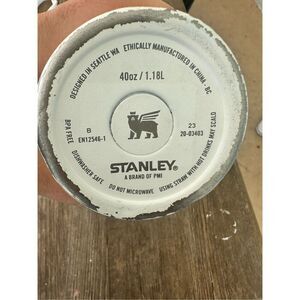 DESIGNED IN SEATTLE WA   ETHICALLY MANUFACTURED IN CHINA - BC
40oz / 1.18L
BPA FREE
B
EN12546-1
23
20-03403
STANLEY®
A BRAND OF PMI
DISHWASHER SAFE   DO NOT MICROWAVE   USING STRAW WITH HOT DRINKS MAY SCALD